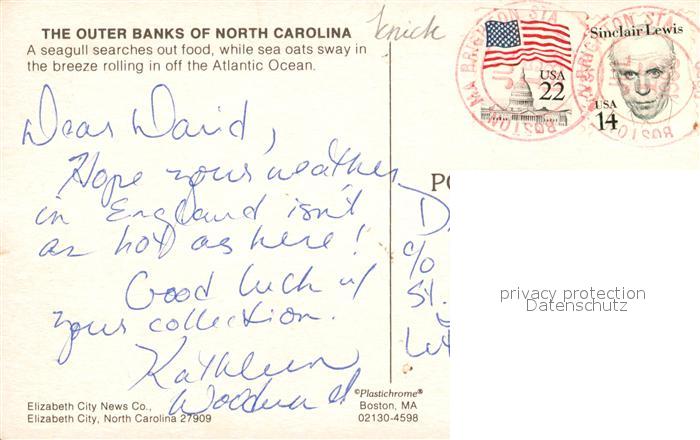 THE OUTER BANKS OF NORTH CAROLINA
A seagull searches out food, while sea oats sway in
the breeze rolling in off the Atlantic Ocean.
USA
22
Sinclair Lewis
USA
14
Dear David,
Hope your weather
in England isn't
as hot as here!
Good luck w/
your collection.
Kathleen
Woodward
PO
D
c/o
St.
privacy protection
Datenschutz
Elizabeth City News Co.,
Elizabeth City, North Carolina 27909
©Plastichrome®
Boston, MA
02130-4598